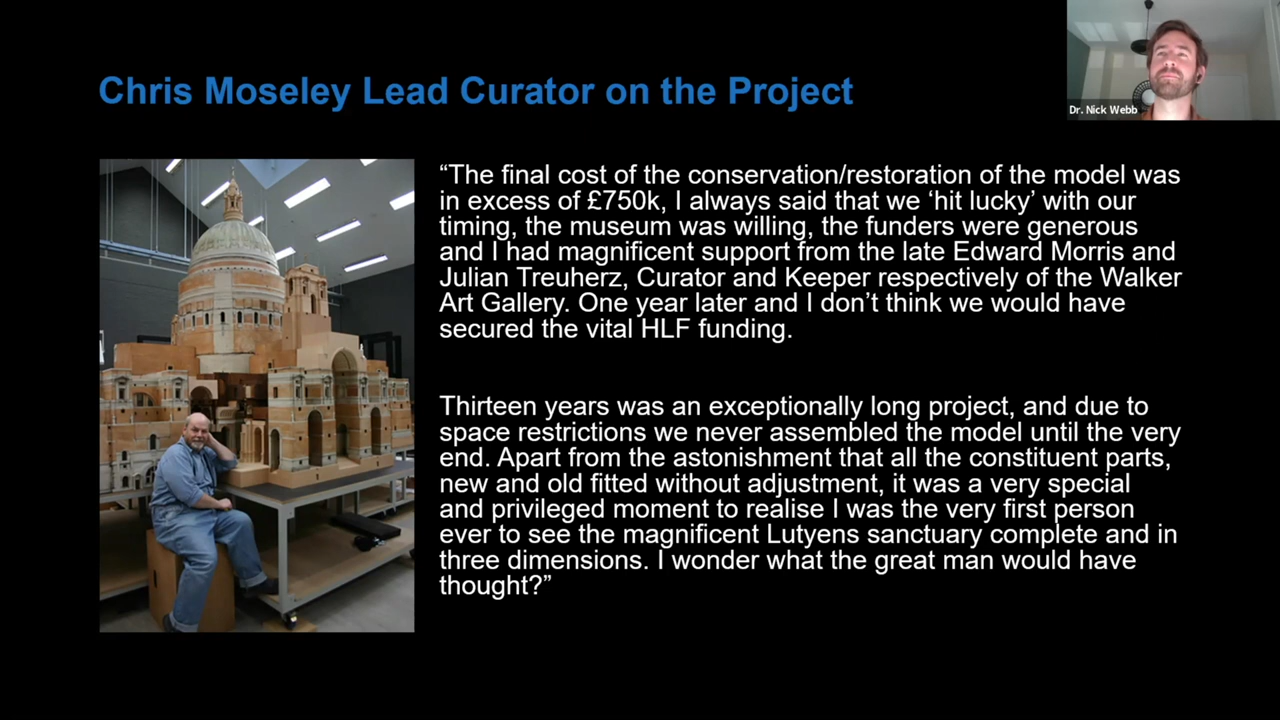 Chris Moseley Lead Curator on the Project
Dr. Nick Webb
“The final cost of the conservation/restoration of the model was
in excess of £750k, I always said that we ‘hit lucky’ with our
timing, the museum was willing, the funders were generous
and I had magnificent support from the late Edward Morris and
Julian Treuherz, Curator and Keeper respectively of the Walker
Art Gallery. One year later and I don’t think we would have
secured the vital HLF funding.
Thirteen years was an exceptionally long project, and due to
space restrictions we never assembled the model until the very
end. Apart from the astonishment that all the constituent parts,
new and old fitted without adjustment, it was a very special
and privileged moment to realise I was the very first person
ever to see the magnificent Lutyens sanctuary complete and in
three dimensions. I wonder what the great man would have
thought?”